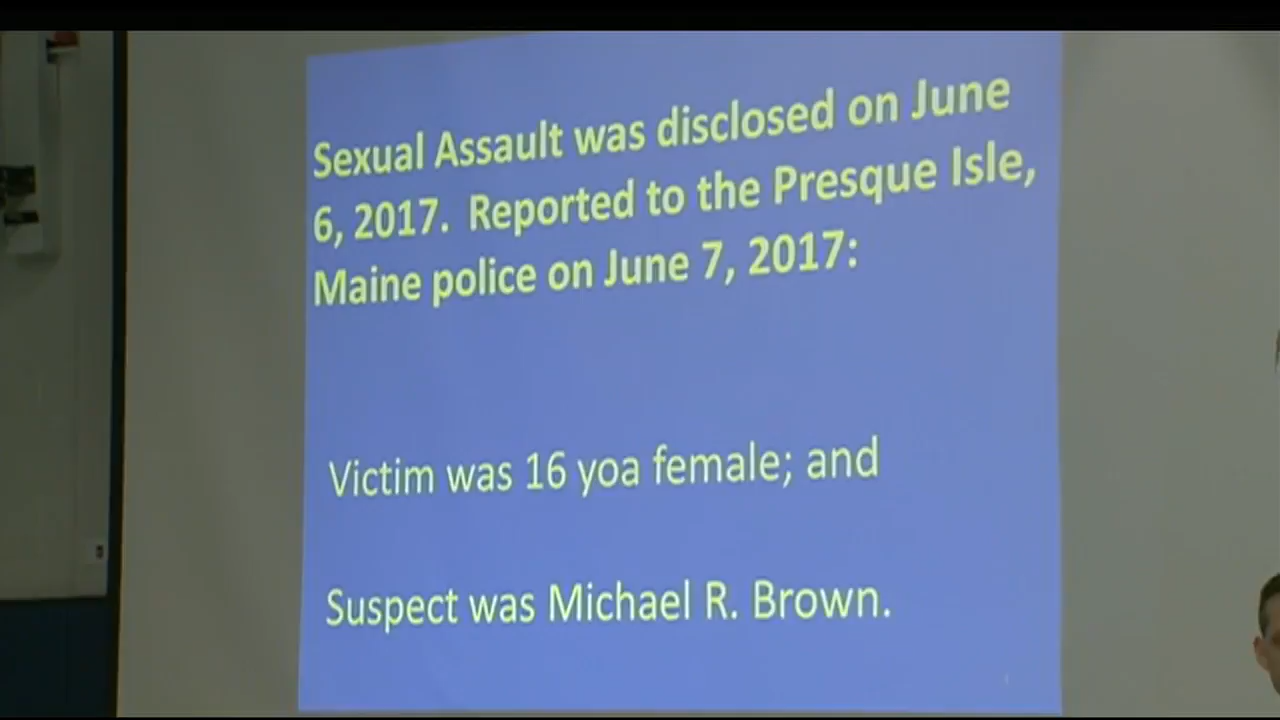 Sexual Assault was disclosed on June
6, 2017. Reported to the Presque Isle,
Maine police on June 7, 2017:
Victim was 16 yoa female; and
Suspect was Michael R. Brown.